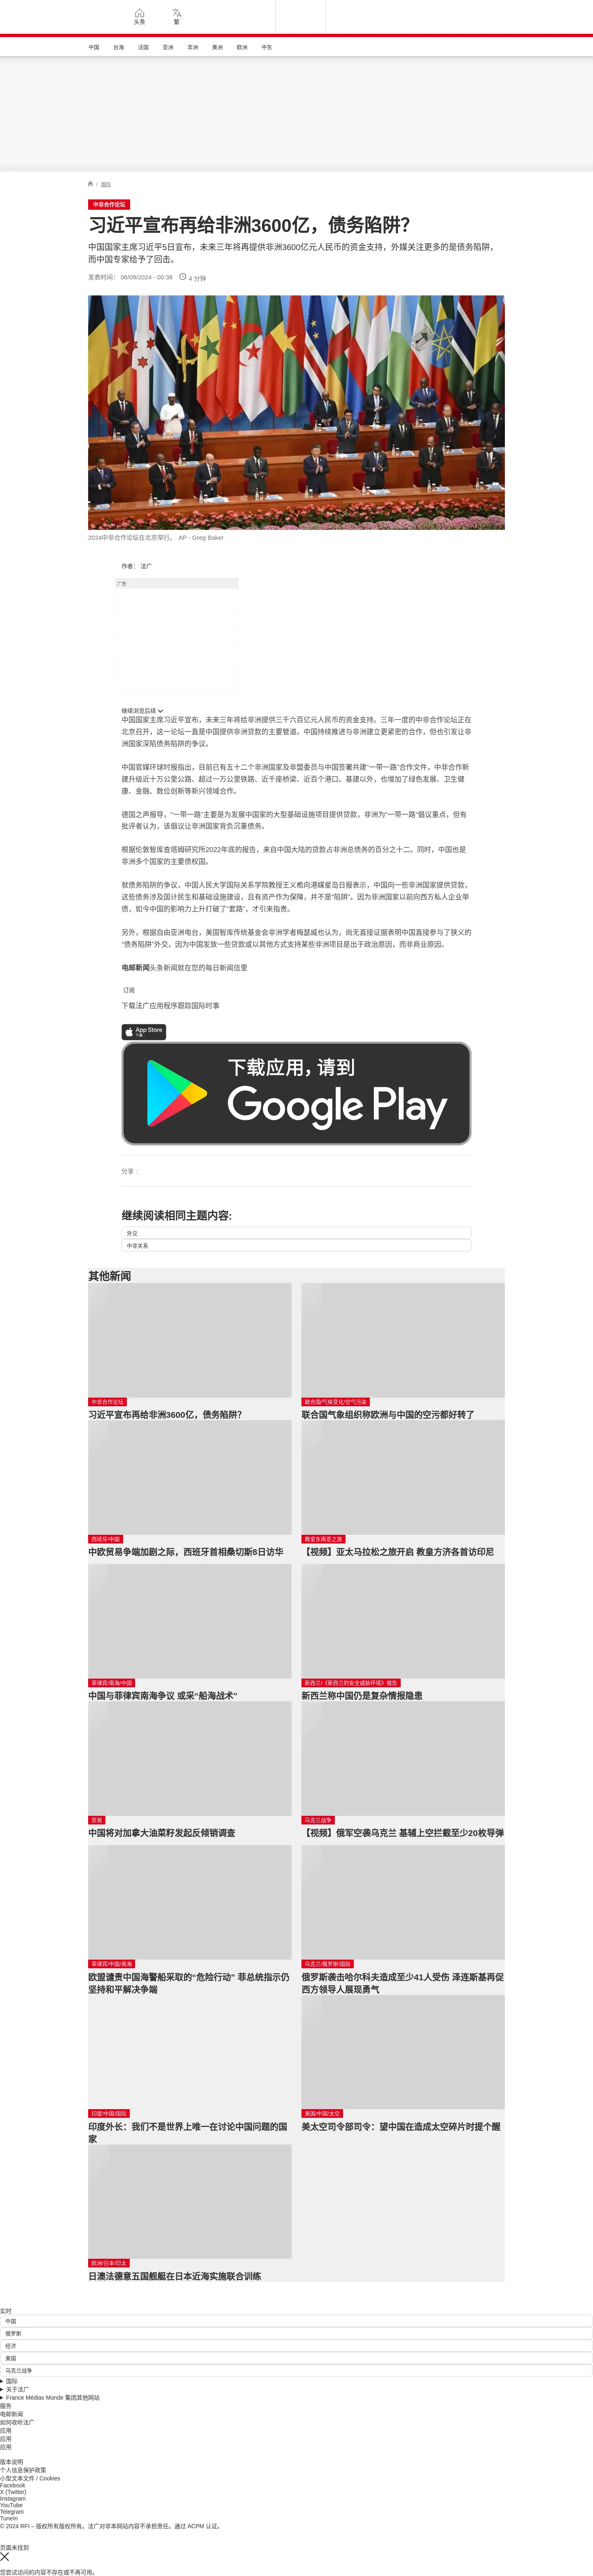 头条
繁
中国
台海
法国
亚洲
非洲
美洲
欧洲
中东
/ 国际
中非合作论坛
习近平宣布再给非洲3600亿，债务陷阱？
中国国家主席习近平5日宣布，未来三年将再提供非洲3600亿元人民币的资金支持，外媒关注更多的是债务陷阱，
而中国专家给予了回击。
发表时间： 06/09/2024 - 00:38
4 分钟
2024中非合作论坛在北京举行。 AP - Greg Baker
作者： 法广
广告
继续浏览后续
中国国家主席习近平宣布，未来三年将给非洲提供三千六百亿元人民币的资金支持。三年一度的中非合作论坛正在
北京召开，这一论坛一直是中国提供非洲贷款的主要管道。中国持续推进与非洲建立更紧密的合作，但也引发让非
洲国家深陷债务陷阱的争议。
中国官媒环球时报指出，目前已有五十二个非洲国家及非盟委员与中国签署共建“一带一路”合作文件，中非合作新
建升级近十万公里公路、超过一万公里铁路、近千座桥梁、近百个港口。基建以外，也增加了绿色发展、卫生健
康、金融、数位创新等新兴领域合作。
德国之声报导，“一带一路”主要是为发展中国家的大型基础设施项目提供贷款，非洲为“一带一路”倡议重点，但有
批评者认为，该倡议让非洲国家背负沉重债务。
根据伦敦智库查塔姆研究所2022年底的报告，来自中国大陆的贷款占非洲总债务的百分之十二。同时，中国也是
非洲多个国家的主要债权国。
就债务陷阱的争议，中国人民大学国际关系学院教授王义桅向港媒星岛日报表示，中国向一些非洲国家提供贷款，
这些债务涉及国计民生和基础设施建设，且有资产作为保障，并不是“陷阱”。因为非洲国家以前向西方私人企业举
债，如今中国的影响力上升打破了“套路”，才引来指责。
另外，根据自由亚洲电台，美国智库传统基金会非洲学者梅瑟威也认为，尚无直接证据表明中国直接参与了狭义的
“债务陷阱”外交，因为中国发放一些贷款或以其他方式支持某些非洲项目是出于政治原因，而非商业原因。
电邮新闻头条新闻就在您的每日新闻信里
订阅
下载法广应用程序跟踪国际时事
App Store
下载
下载应用，请到
Google Play
分享 :
继续阅读相同主题内容:
外交
中非关系
其他新闻
中非合作论坛
习近平宣布再给非洲3600亿，债务陷阱？
联合国/气候变化/空气污染
联合国气象组织称欧洲与中国的空污都好转了
西班牙/中国
中欧贸易争端加剧之际，西班牙首相桑切斯8日访华
教皇东南亚之旅
【视频】亚太马拉松之旅开启 教皇方济各首访印尼
菲律宾/南海/中国
中国与菲律宾南海争议 或采“船海战术”
新西兰/《新西兰的安全威胁环境》报告
新西兰称中国仍是复杂情报隐患
贸易
中国将对加拿大油菜籽发起反倾销调查
乌克兰战争
【视频】俄军空袭乌克兰 基辅上空拦截至少20枚导弹
菲律宾/中国/南海
欧盟谴责中国海警船采取的“危险行动” 菲总统指示仍
坚持和平解决争端
乌克兰/俄罗斯/国际
俄罗斯袭击哈尔科夫造成至少41人受伤 泽连斯基再促
西方领导人展现勇气
印度/中国/国际
印度外长：我们不是世界上唯一在讨论中国问题的国
家
美国/中国/太空
美太空司令部司令：望中国在造成太空碎片时提个醒
欧洲/日本/印太
日澳法德意五国舰艇在日本近海实施联合训练
实时
中国
俄罗斯
经济
美国
乌克兰战争
国际
关于法广
France Médias Monde 集团其他网站
服务
电邮新闻
如何收听法广
应用
应用
应用
版本说明
个人信息保护政策
小型文本文件 / Cookies
Facebook
X (Twitter)
Instagram
YouTube
Telegram
TuneIn
© 2024 RFI – 版权所有版权所有。法广对非本网站内容不承担责任。通过 ACPM 认证。
页面未找到
您尝试访问的内容不存在或不再可用。